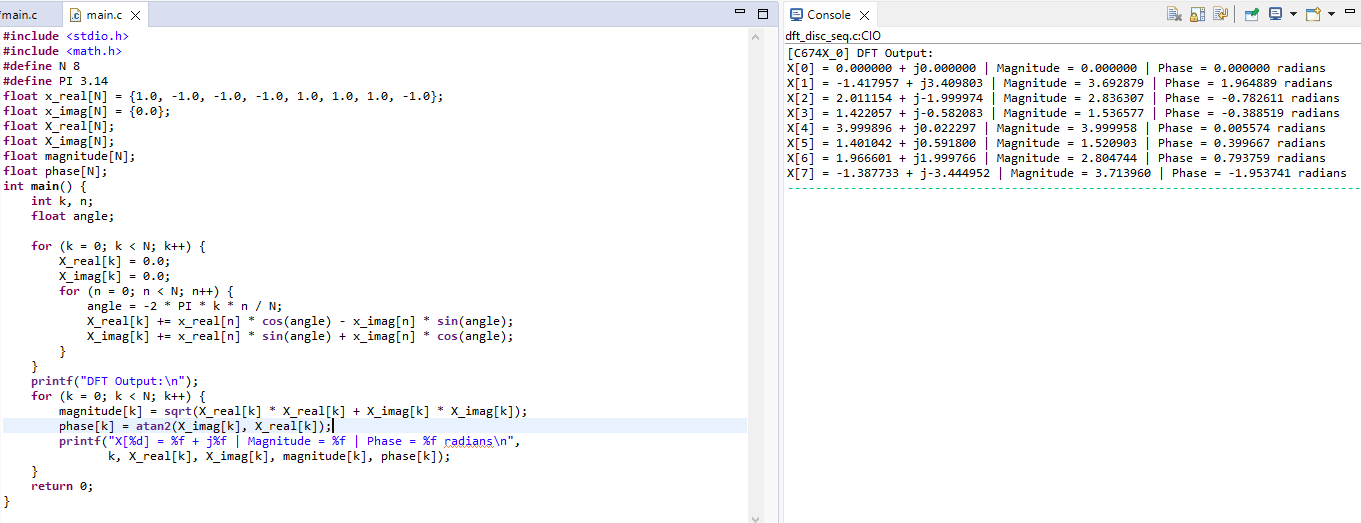 *main.c
main.c
#include <stdio.h>
#include <math.h>
#define N 8
#define PI 3.14
float x_real[N] = {1.0, -1.0, -1.0, -1.0, 1.0, 1.0, 1.0, -1.0};
float x_imag[N] = {0.0};
float X_real[N];
float X_imag[N];
float magnitude[N];
float phase[N];
int main() {
    int k, n;
    float angle;
    for (k = 0; k < N; k++) {
        X_real[k] = 0.0;
        X_imag[k] = 0.0;
        for (n = 0; n < N; n++) {
            angle = -2 * PI * k * n / N;
            X_real[k] += x_real[n] * cos(angle) - x_imag[n] * sin(angle);
            X_imag[k] += x_real[n] * sin(angle) + x_imag[n] * cos(angle);
        }
    }
    printf("DFT Output:\n");
    for (k = 0; k < N; k++) {
        magnitude[k] = sqrt(X_real[k] * X_real[k] + X_imag[k] * X_imag[k]);
        phase[k] = atan2(X_imag[k], X_real[k]);
        printf("X[%d] = %f + j%f | Magnitude = %f | Phase = %f radians\n",
               k, X_real[k], X_imag[k], magnitude[k], phase[k]);
    }
    return 0;
}
Console
dft_disc_seq.c:CIO
[C674X_0] DFT Output:
X[0] = 0.000000 + j0.000000 | Magnitude = 0.000000 | Phase = 0.000000 radians
X[1] = -1.417957 + j3.409803 | Magnitude = 3.692879 | Phase = 1.964889 radians
X[2] = 2.011154 + j-1.999974 | Magnitude = 2.836307 | Phase = -0.782611 radians
X[3] = 1.422057 + j-0.582083 | Magnitude = 1.536577 | Phase = -0.388519 radians
X[4] = 3.999896 + j0.022297 | Magnitude = 3.999958 | Phase = 0.005574 radians
X[5] = 1.401042 + j0.591800 | Magnitude = 1.520903 | Phase = 0.399667 radians
X[6] = 1.966601 + j1.999766 | Magnitude = 2.804744 | Phase = 0.793759 radians
X[7] = -1.387733 + j-3.444952 | Magnitude = 3.713960 | Phase = -1.953741 radians